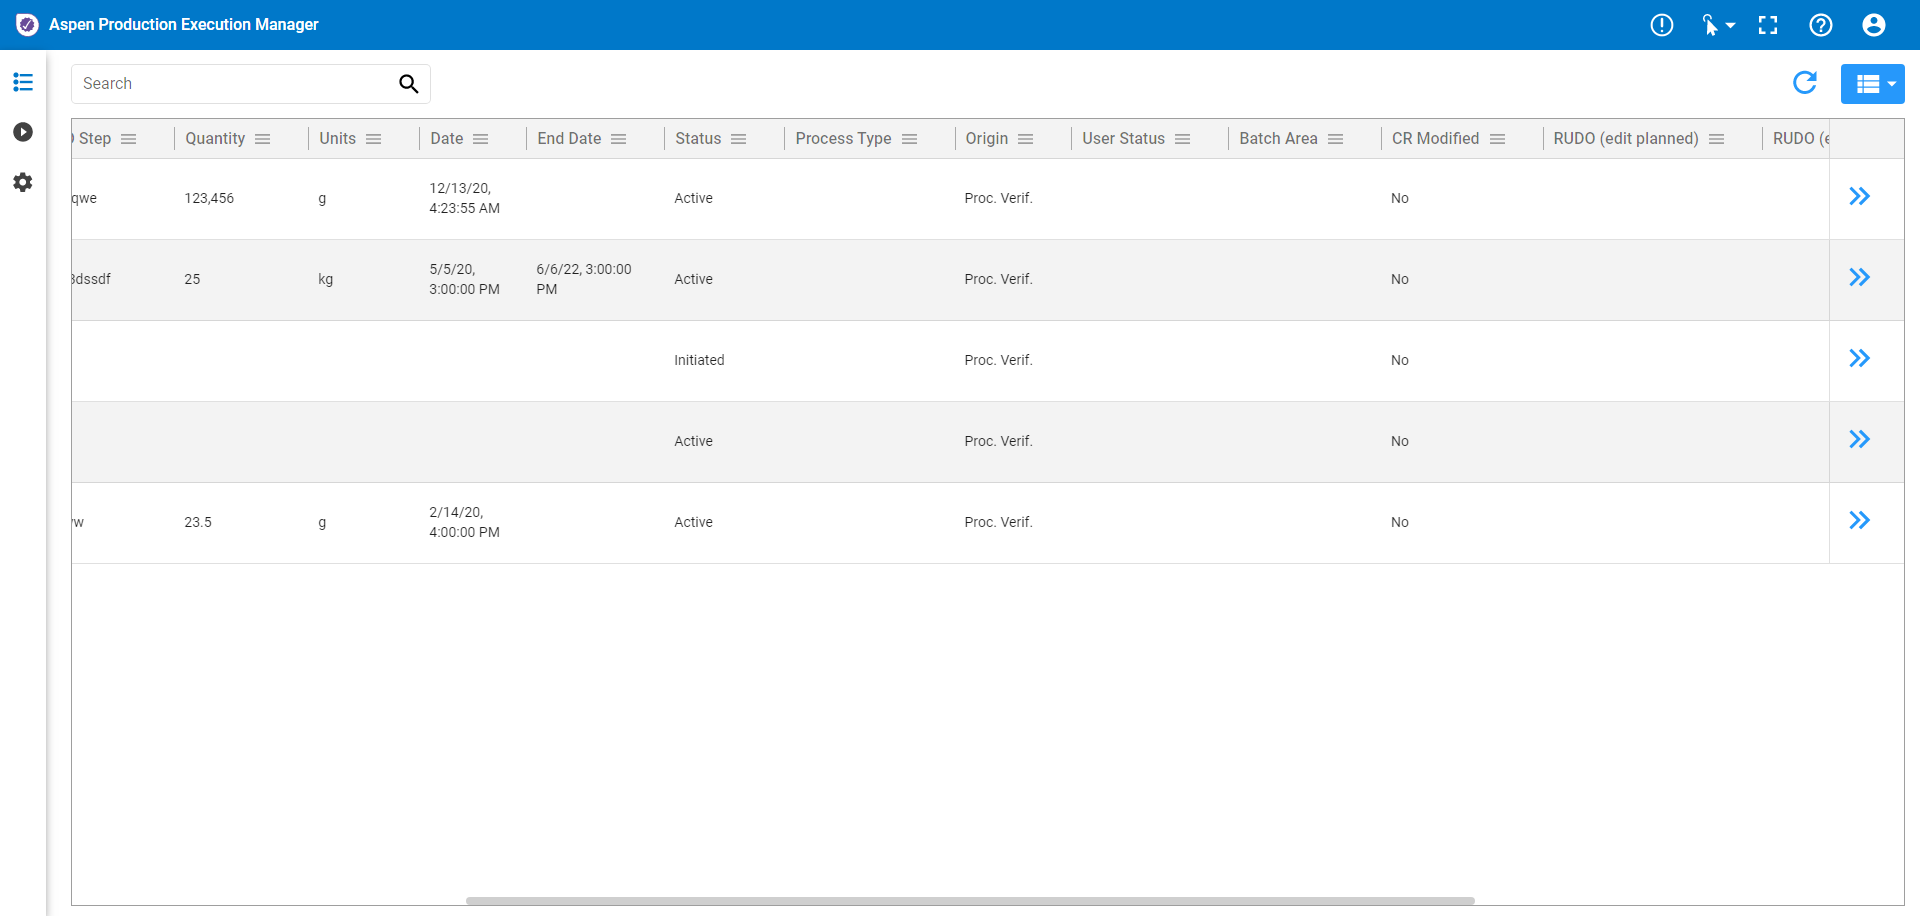 Aspen Production Execution Manager
Search
Step Quantity Units Date End Date Status Process Type Origin User Status Batch Area CR Modified RUDO (edit planned) RUDO (e
qwe 123,456 g 12/13/20, 4:23:55 AM Active Proc. Verif. No
3dssdf 25 kg 5/5/20, 3:00:00 PM 6/6/22, 3:00:00 PM Active Proc. Verif. No
Initiated Proc. Verif. No
Active Proc. Verif. No
w 23.5 g 2/14/20, 4:00:00 PM Active Proc. Verif. No